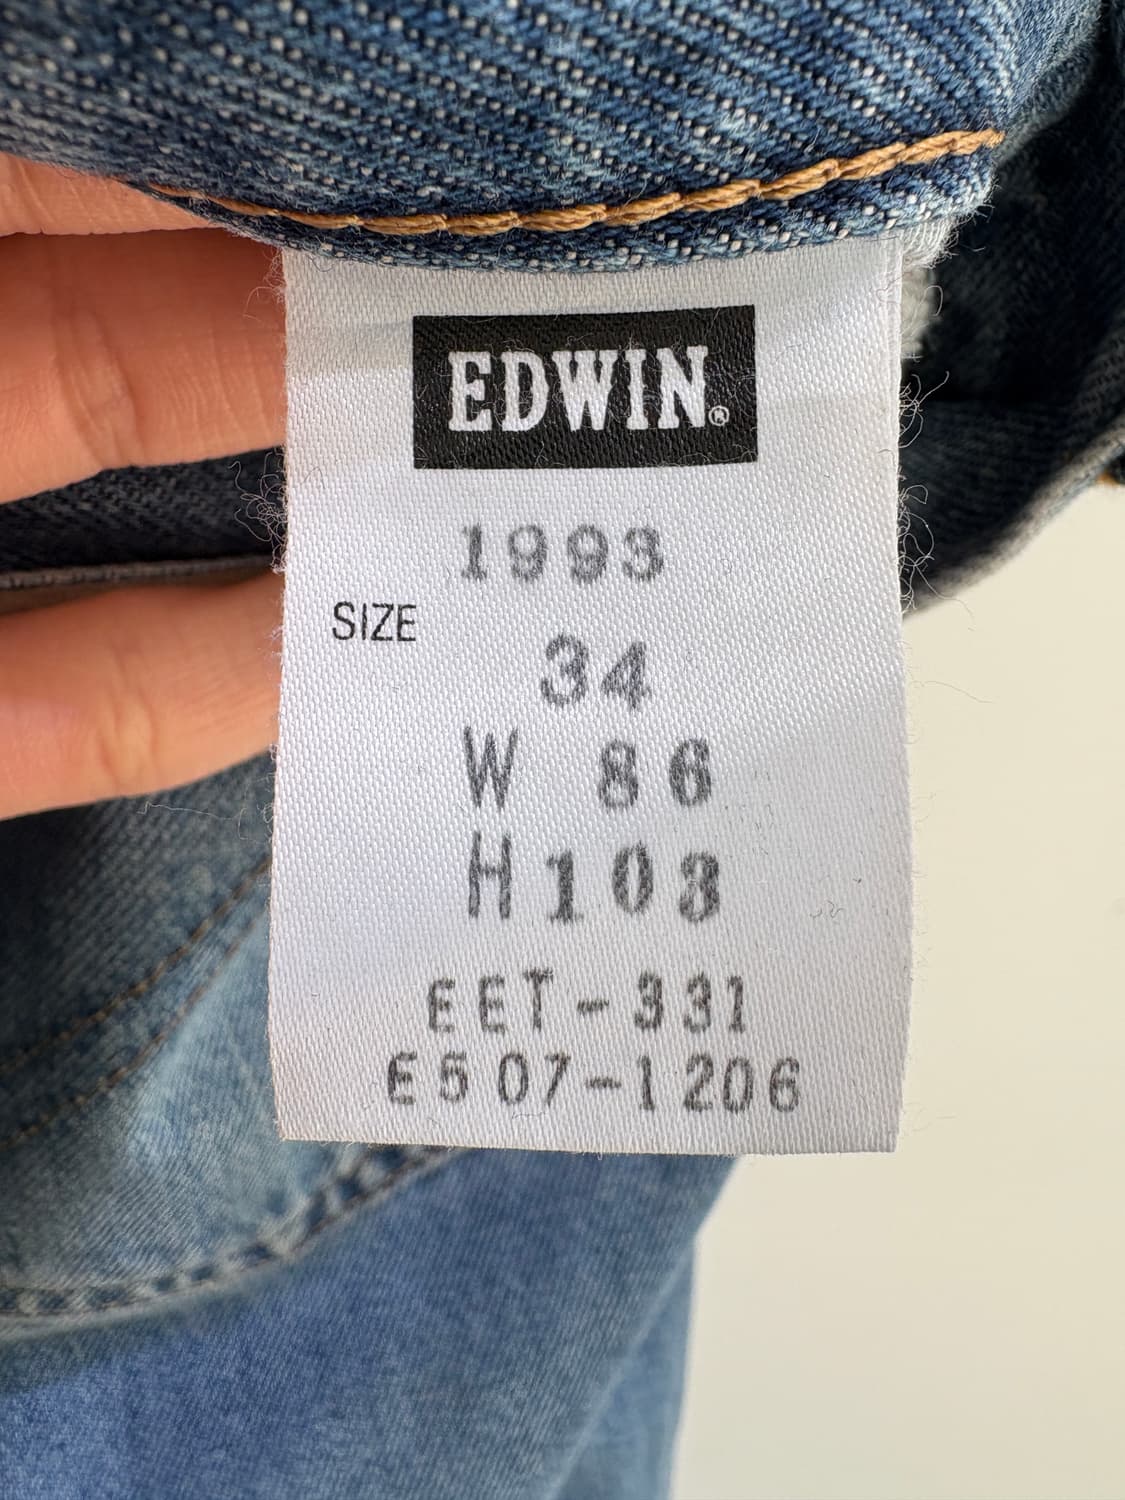 EDWIN®
1993
SIZE
34
W 86
H103
EET-331
E507-1206